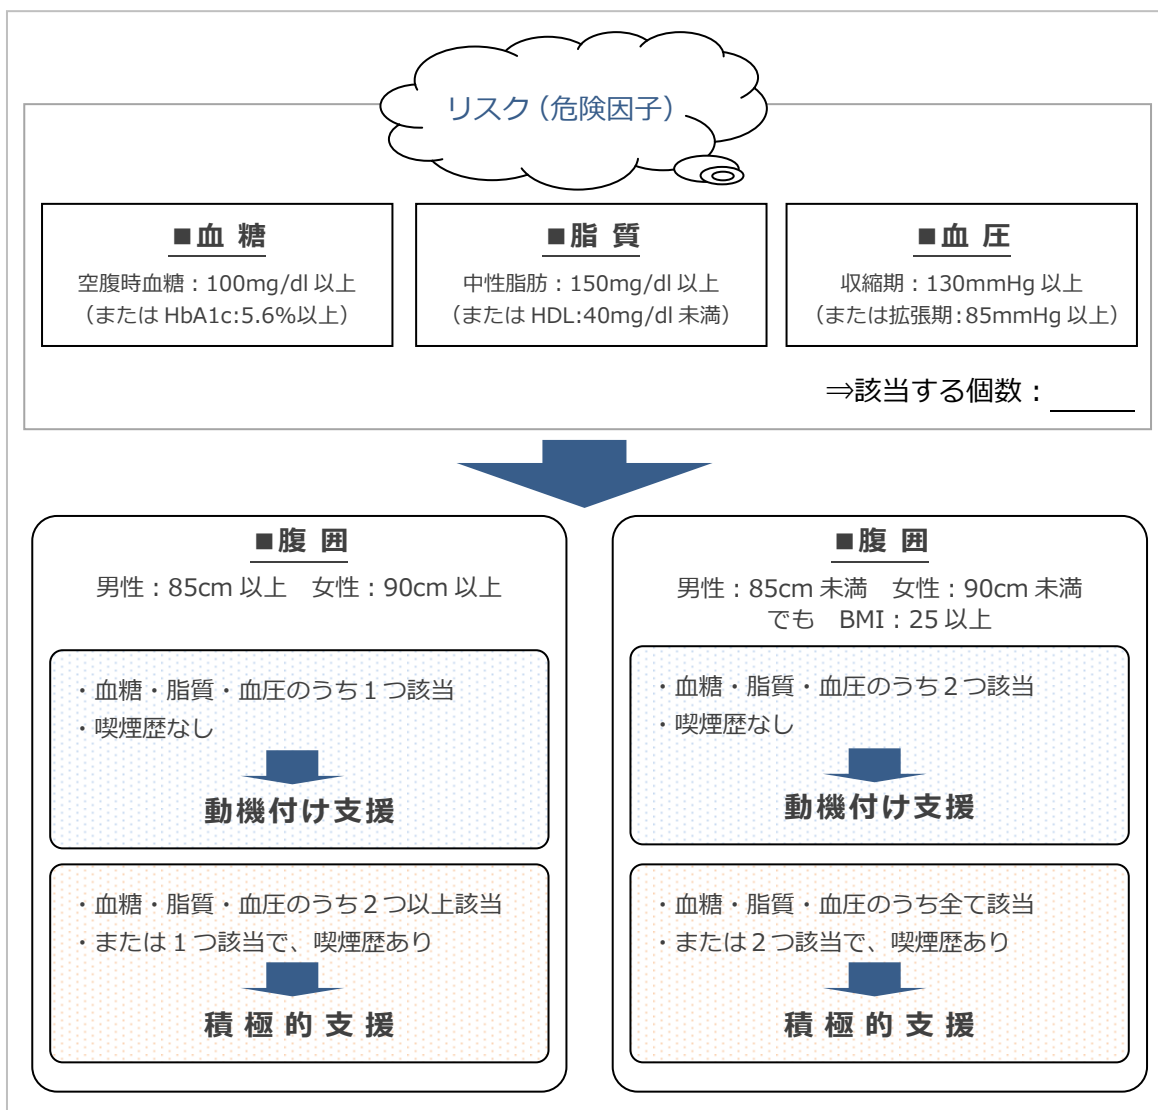 リスク（危険因子）
■血 糖
空腹時血糖：100mg/dl 以上
（または HbA1c:5.6%以上）
■脂 質
中性脂肪：150mg/dl 以上
（または HDL:40mg/dl 未満）
■血 圧
収縮期：130mmHg 以上
（または拡張期：85mmHg 以上）
⇒該当する個数：
■腹 囲
男性：85cm 以上　女性：90cm 以上
・血糖・脂質・血圧のうち１つ該当
・喫煙歴なし
動機付け支援
・血糖・脂質・血圧のうち２つ以上該当
・または１つ該当で、喫煙歴あり
積 極 的 支 援
■腹 囲
男性：85cm 未満　女性：90cm 未満
でも　BMI：25 以上
・血糖・脂質・血圧のうち２つ該当
・喫煙歴なし
動機付け支援
・血糖・脂質・血圧のうち全て該当
・または２つ該当で、喫煙歴あり
積 極 的 支 援